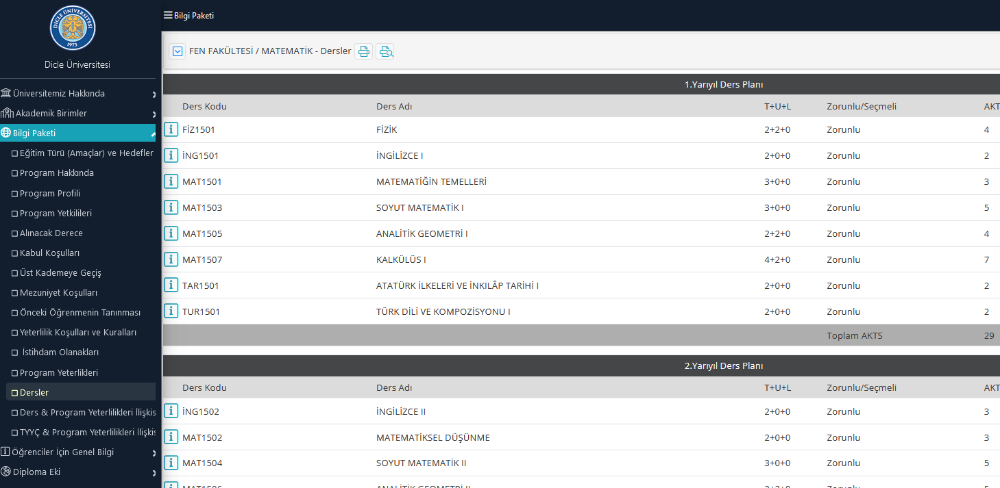 DİCLE ÜNİVERSİTESİ
1973
Dicle Üniversitesi
Üniversitemiz Hakkında
Akademik Birimler
Bilgi Paketi
Eğitim Türü (Amaçlar) ve Hedefler
Program Hakkında
Program Profili
Program Yetkilileri
Alınacak Derece
Kabul Koşulları
Üst Kademeye Geçiş
Mezuniyet Koşulları
Önceki Öğrenmenin Tanınması
Yeterlilik Koşulları ve Kuralları
İstihdam Olanakları
Program Yeterlikleri
Dersler
Ders & Program Yeterlilikleri İlişkis
TYYÇ & Program Yeterlilikleri İlişkis
Öğrenciler İçin Genel Bilgi
Diploma Eki
Bilgi Paketi
FEN FAKÜLTESİ / MATEMATİK - Dersler
1.Yarıyıl Ders Planı
Ders Kodu Ders Adı T+U+L Zorunlu/Seçmeli AKT
FİZ1501 FİZİK 2+2+0 Zorunlu 4
İNG1501 İNGİLİZCE I 2+0+0 Zorunlu 2
MAT1501 MATEMATİĞİN TEMELLERİ 3+0+0 Zorunlu 3
MAT1503 SOYUT MATEMATİK I 3+0+0 Zorunlu 5
MAT1505 ANALİTİK GEOMETRİ I 2+2+0 Zorunlu 4
MAT1507 KALKÜLÜS I 4+2+0 Zorunlu 7
TAR1501 ATATÜRK İLKELERİ VE İNKILÂP TARİHİ I 2+0+0 Zorunlu 2
TUR1501 TÜRK DİLİ VE KOMPOZİSYONU I 2+0+0 Zorunlu 2
Toplam AKTS 29
2.Yarıyıl Ders Planı
Ders Kodu Ders Adı T+U+L Zorunlu/Seçmeli AKT
İNG1502 İNGİLİZCE II 2+0+0 Zorunlu 3
MAT1502 MATEMATİKSEL DÜŞÜNME 2+0+0 Zorunlu 3
MAT1504 SOYUT MATEMATİK II 3+0+0 Zorunlu 5
MAT1506 ANALİTİK GEOMETRİ II 2+2+0 Zorunlu 5